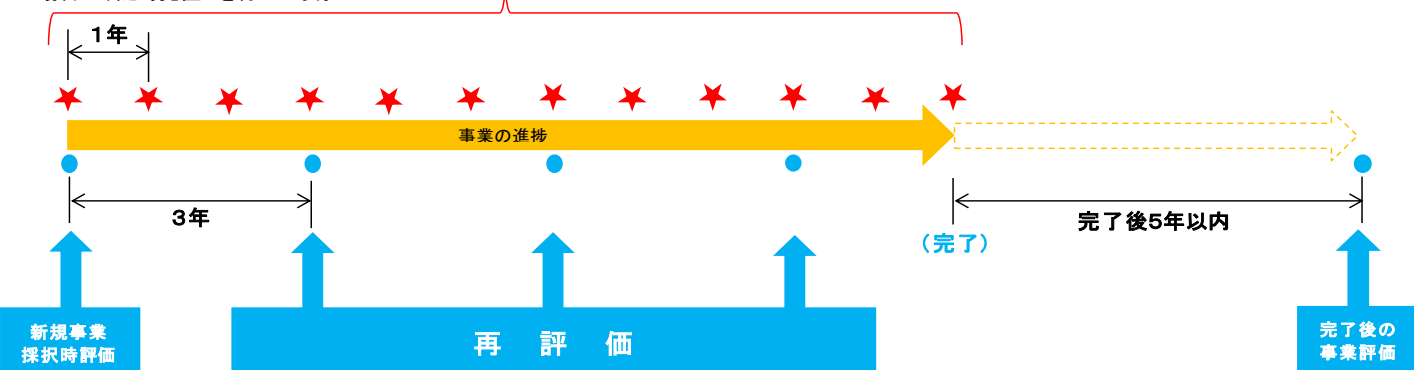 1年
事業の進捗
3年
完了後5年以内
(完了)
新規事業
採択時評価
再 評 価
完了後の
事業評価